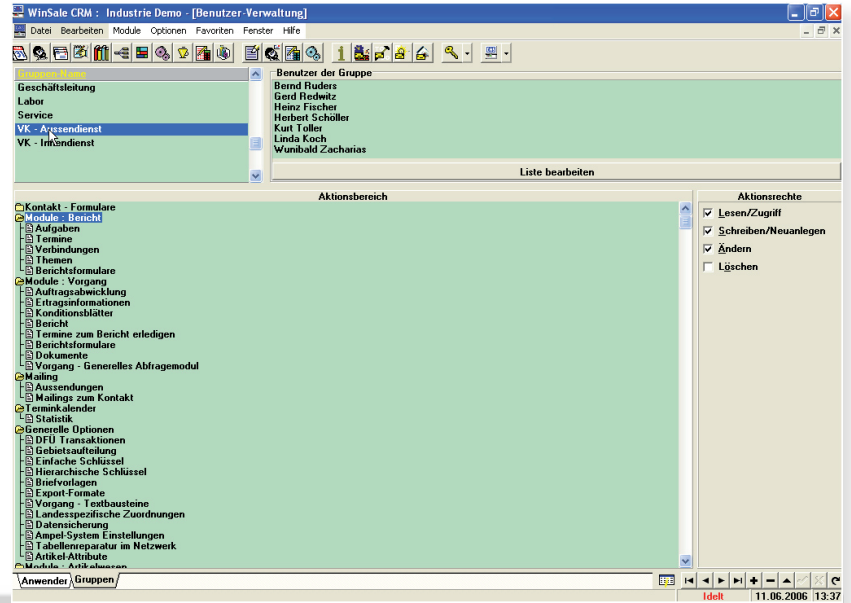 WinSale CRM : Industrie Demo - [Benutzer-Verwaltung]
Datei Bearbeiten Module Optionen Favoriten Fenster Hilfe
Gruppen Name
Geschäftsleitung
Labor
Service
VK - Aussendienst
VK - Innendienst
Benutzer der Gruppe
Bernd Ruders
Gerd Redwitz
Heinz Fischer
Herbert Schöller
Kurt Toller
Linda Koch
Wunibald Zacharias
Liste bearbeiten
Aktionsbereich
Kontakt - Formulare
Module : Bericht
Aufgaben
Termine
Verbindungen
Themen
Berichtsformulare
Module : Vorgang
Auftragsabwicklung
Ertragsinformationen
Konditionsblätter
Bericht
Termine zum Bericht erledigen
Berichtsformulare
Dokumente
Vorgang - Generelles Abfragemodul
Mailing
Aussendungen
Mailings zum Kontakt
Terminkalender
Statistik
Generelle Optionen
DFÜ Transaktionen
Gebietsaufteilung
Einfache Schlüssel
Hierarchische Schlüssel
Briefvorlagen
Export-Formate
Vorgang - Textbausteine
Landesspezifische Zuordnungen
Datensicherung
Ampel-System Einstellungen
Tabellenreparatur im Netzwerk
Artikel-Attribute
Module : Artikelwesen
Aktionsrechte
Lesen/Zugriff
Schreiben/Neuanlegen
Ändern
Löschen
Anwender Gruppen
Idelt 11.06.2006 13:37